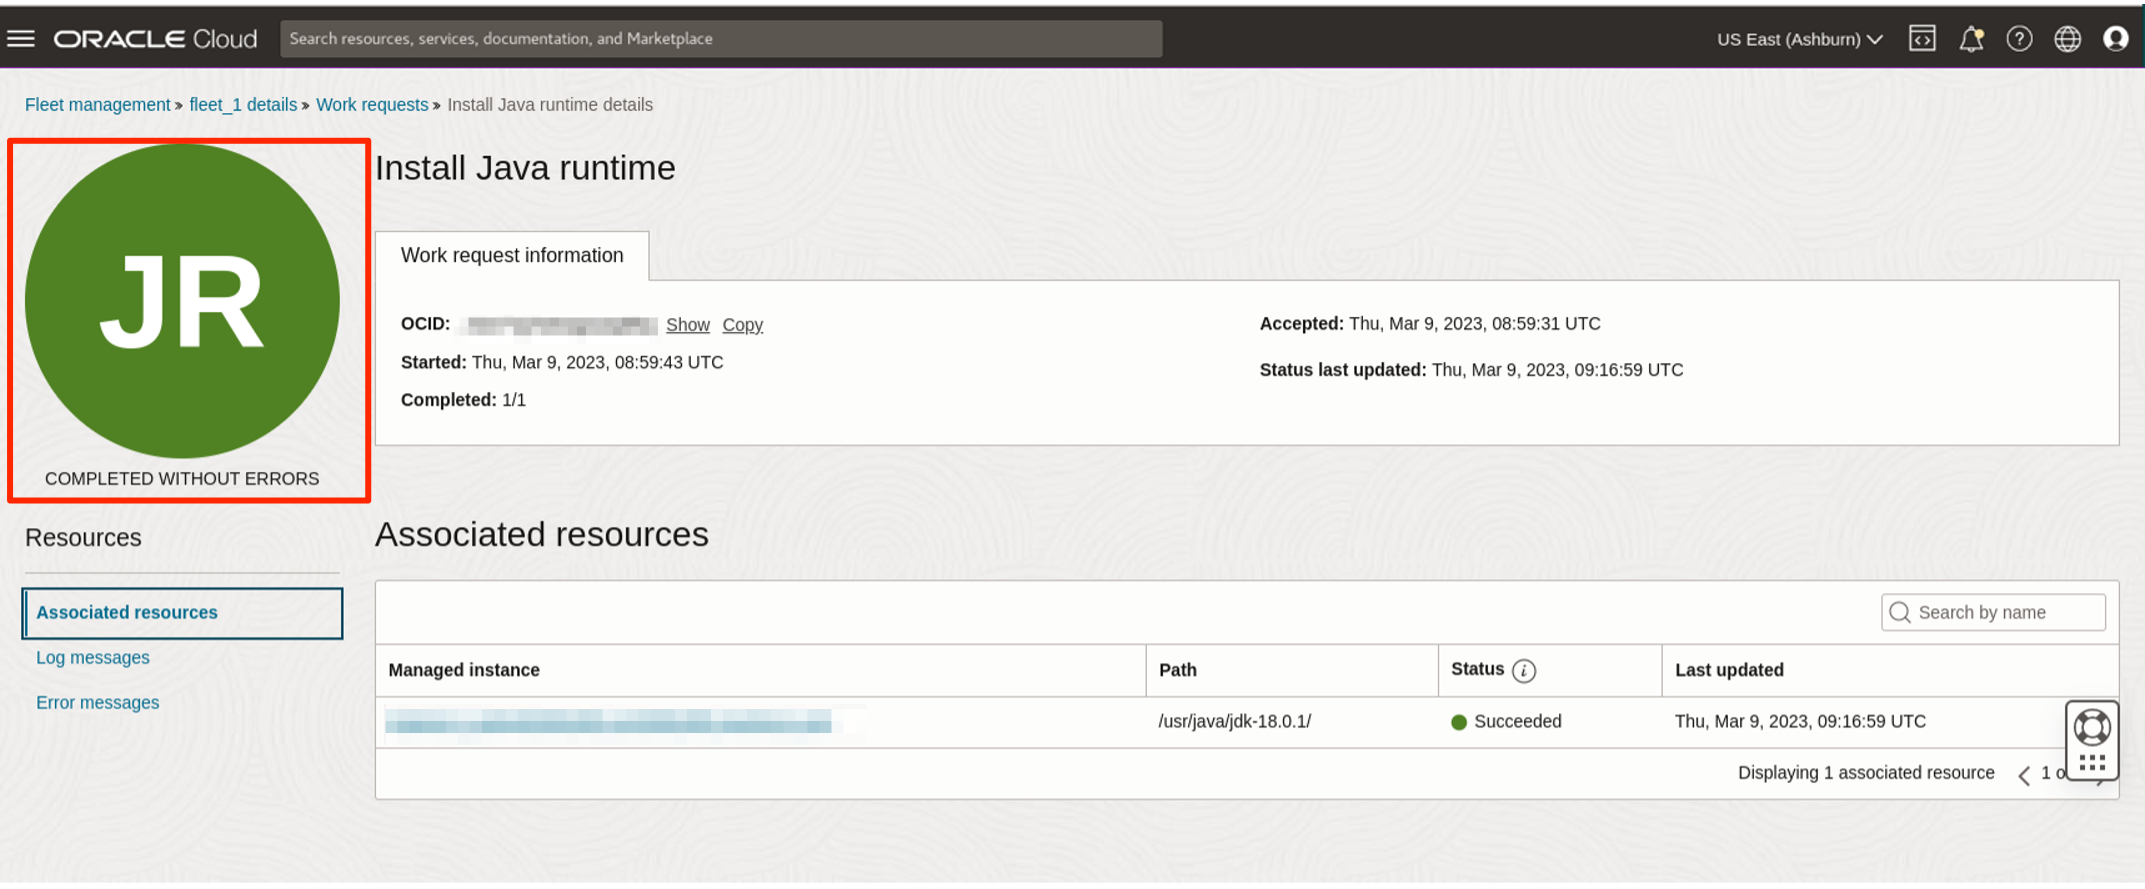 ORACLE Cloud
Search resources, services, documentation, and Marketplace
US East (Ashburn)
Fleet management » fleet_1 details » Work requests » Install Java runtime details
JR
COMPLETED WITHOUT ERRORS
Install Java runtime
Work request information
OCID: Show Copy
Started: Thu, Mar 9, 2023, 08:59:43 UTC
Completed: 1/1
Accepted: Thu, Mar 9, 2023, 08:59:31 UTC
Status last updated: Thu, Mar 9, 2023, 09:16:59 UTC
Resources
Associated resources
Log messages
Error messages
Associated resources
Search by name
Managed instance Path Status i Last updated
/usr/java/jdk-18.0.1/ Succeeded Thu, Mar 9, 2023, 09:16:59 UTC
Displaying 1 associated resource 1